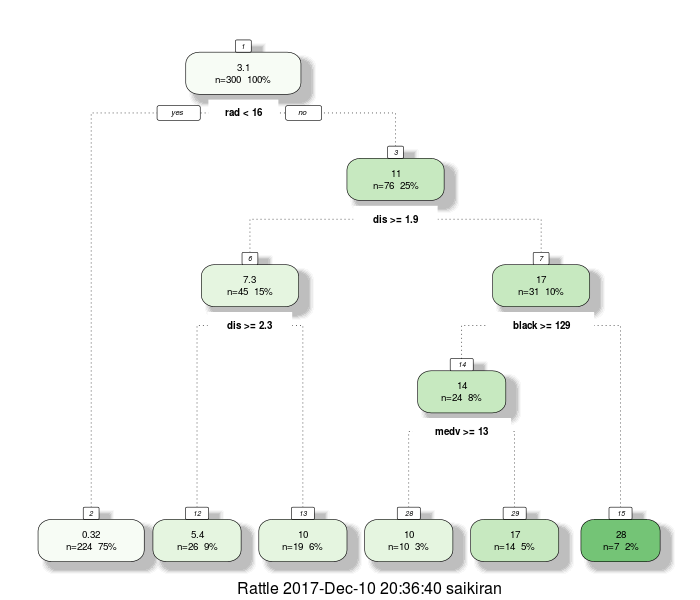 1
3.1
n=300 100%
yes rad < 16 no
3
11
n=76 25%
dis >= 1.9
6 7
7.3 17
n=45 15% n=31 10%
dis >= 2.3 black >= 129
14
14
n=24 8%
medv >= 13
2 12 13 28 29 15
0.32 5.4 10 10 17 28
n=224 75% n=26 9% n=19 6% n=10 3% n=14 5% n=7 2%
Rattle 2017-Dec-10 20:36:40 saikiran